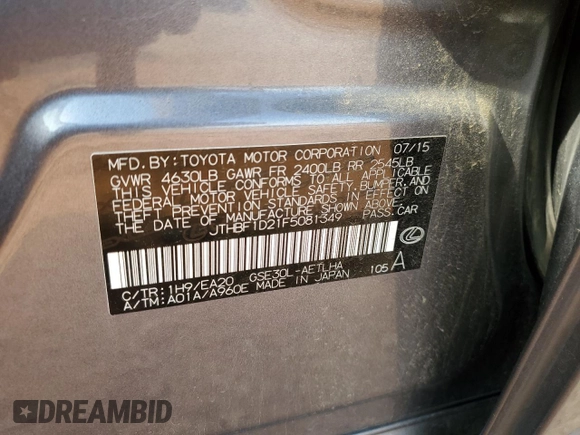 MFD. BY: TOYOTA MOTOR CORPORATION 07/15
GVWR 4630LB GAWR FR 2400LB RR 2545LB
THIS VEHICLE CONFORMS TO ALL APPLICABLE
FEDERAL MOTOR VEHICLE SAFETY, BUMPER, AND
THEFT PREVENTION STANDARDS IN EFFECT ON
THE DATE OF MANUFACTURE SHOWN ABOVE.
JTHBF1D21F5081349 PASS. CAR
C/TR: 1H9/EA20 GSE30L-AETLHA
A/TM: A01A/A960E MADE IN JAPAN 105 A
DREAMBID